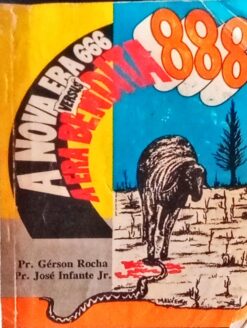 A NOVA ERA 666
VERSUS
A ERA BENDITA
888
Pr. Gérson Rocha
Pr. José Infante Jr.